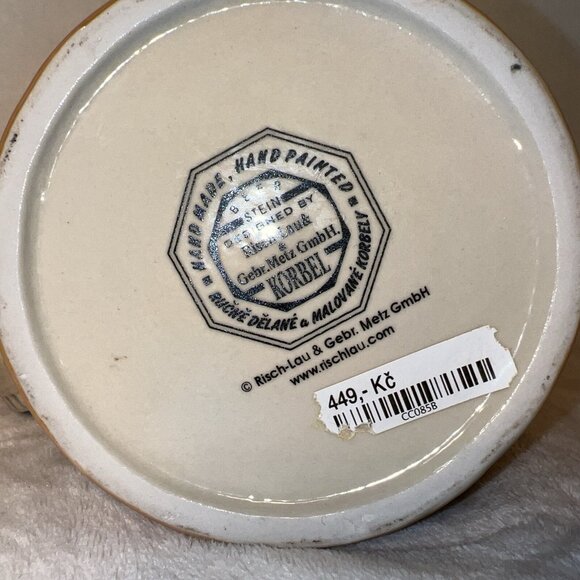 HAND MADE, HAND PAINTED
BEER
STEIN
DESIGNED BY
Risch-Lau&
&
Gebr. Metz GmbH.
KORBEL
RUČNĚ DĚLANÉ a MALOVANÉ KORBELY
© Risch-Lau & Gebr. Metz GmbH
www.rischlau.com
449,- Kč
CC085B